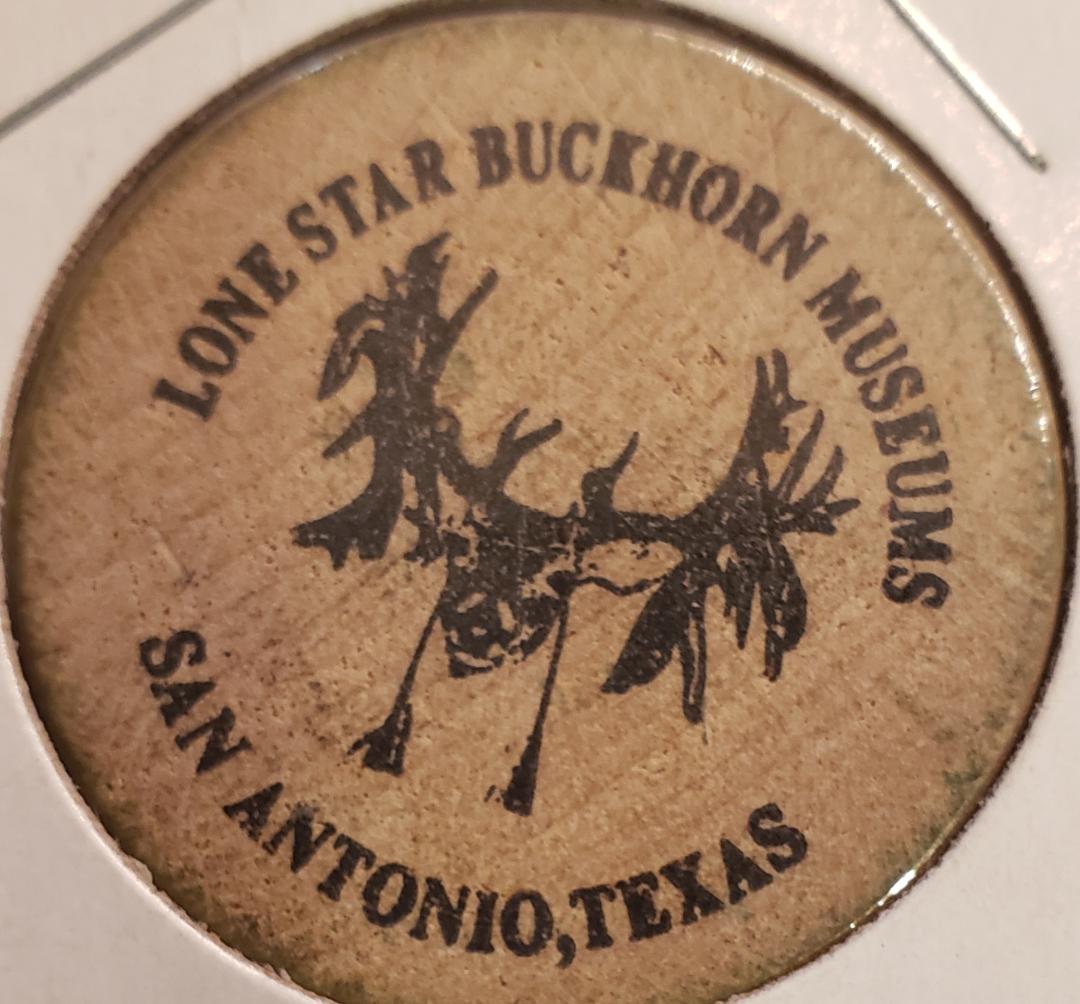 LONE STAR BUCKHORN MUSEUMS
SAN ANTONIO, TEXAS